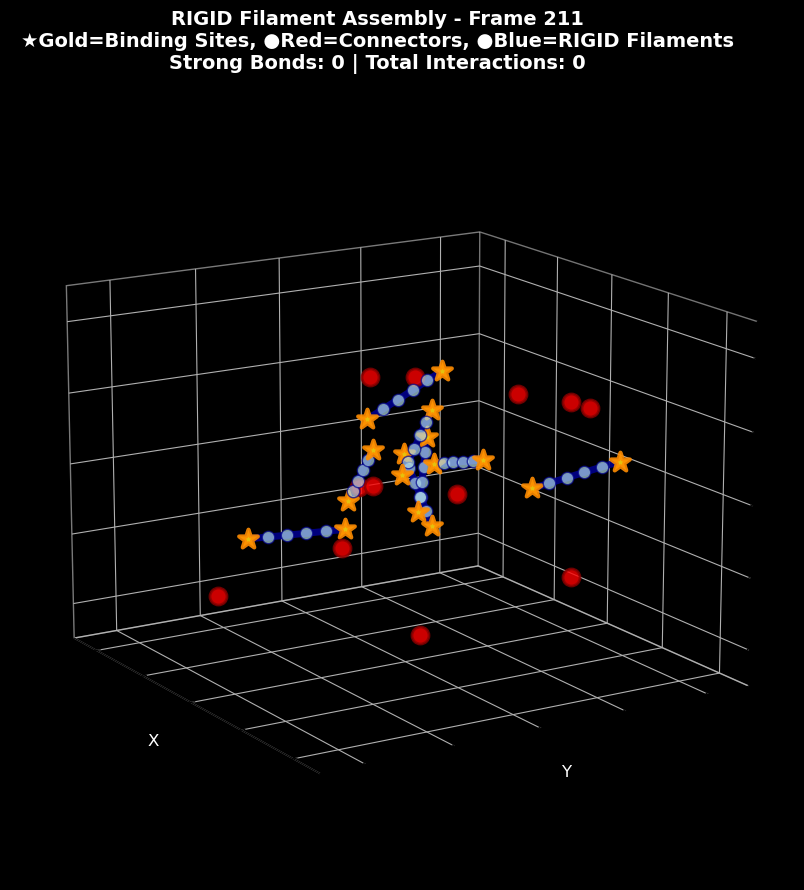 RIGID Filament Assembly - Frame 211
★Gold=Binding Sites, ●Red=Connectors, ●Blue=RIGID Filaments
Strong Bonds: 0 | Total Interactions: 0
X
Y